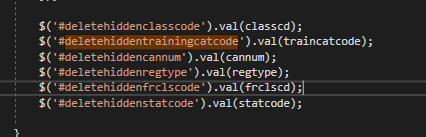 $('#deletehiddenclasscode').val(classcd);
$('#deletehiddentrainingcatcode').val(traincatcode);
$('#deletehiddencannum').val(cannum);
$('#deletehiddenregtype').val(regtype);
$('#deletehiddenfrclscode').val(frclscd);
$('#deletehiddenstatcode').val(statcode);
}